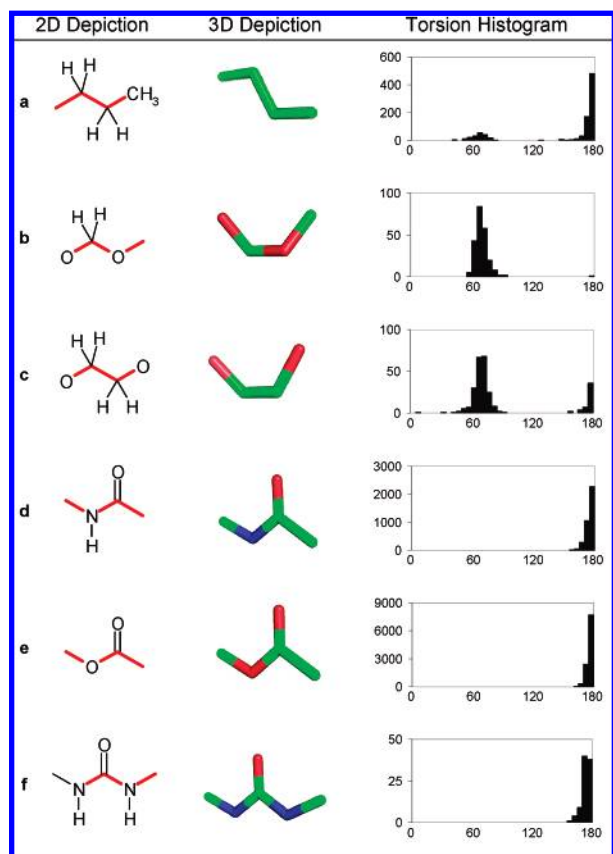 2D Depiction 3D Depiction Torsion Histogram
a H H CH3 H H 600 400 200 0 0 60 120 180
b H H O O 100 50 0 0 60 120 180
c H H O O H H 100 50 0 0 60 120 180
d O N H 3000 2000 1000 0 0 60 120 180
e O O 9000 6000 3000 0 0 60 120 180
f O N N H H 50 25 0 0 60 120 180